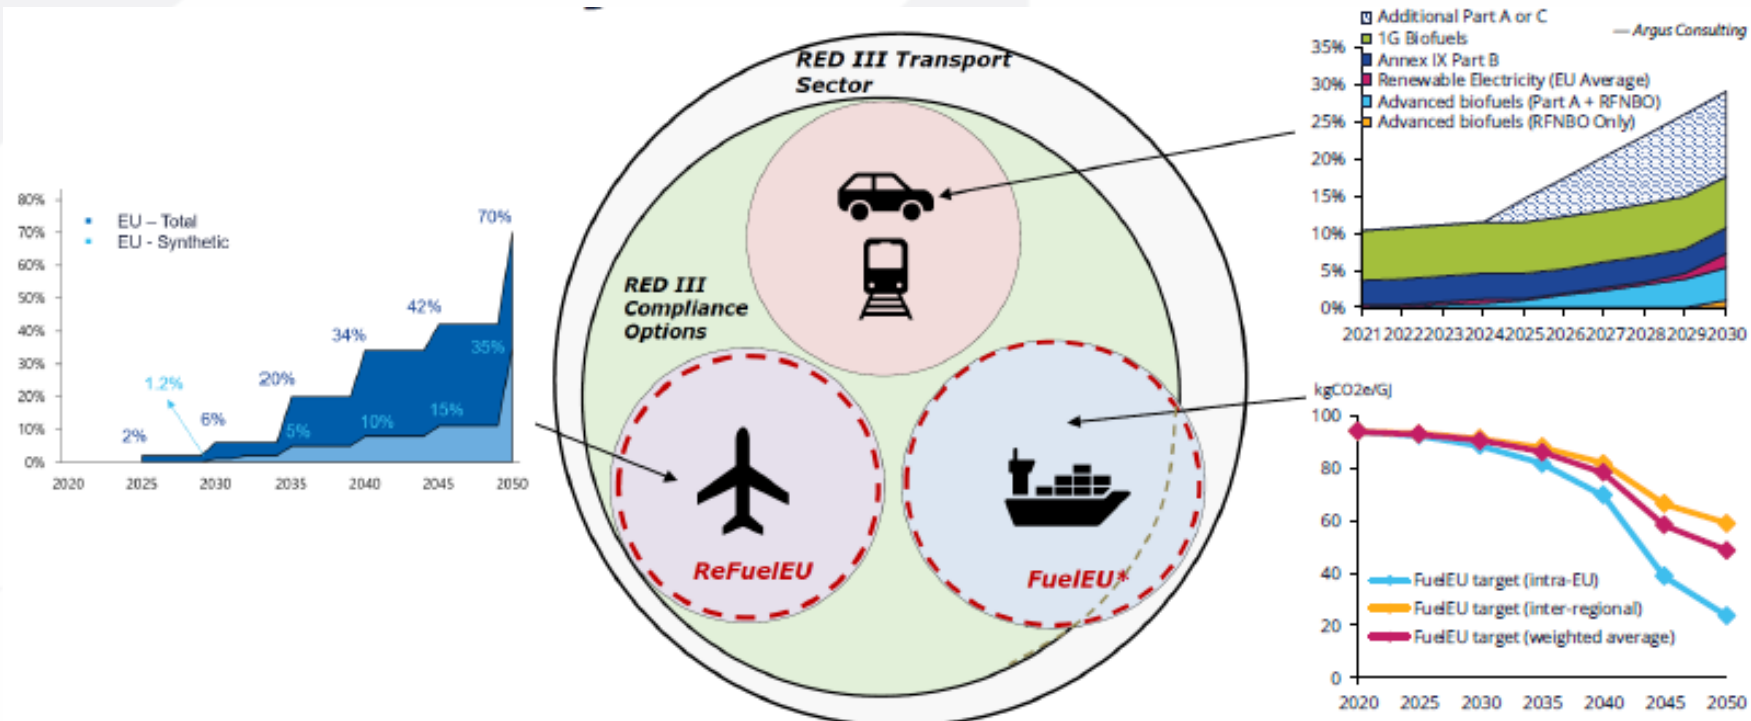 80%
70%
60%
50%
40%
30%
20%
10%
0%
2020
2025
2030
2035
2040
2045
2050
EU – Total
EU - Synthetic
2%
1.2%
6%
20%
5%
34%
10%
42%
15%
70%
35%
RED III Transport
Sector
RED III
Compliance
Options
ReFuelEU
FuelEU*
Additional Part A or C
1G Biofuels
Annex IX Part B
Renewable Electricity (EU Average)
Advanced biofuels (Part A + RFNBO)
Advanced biofuels (RFNBO Only)
— Argus Consulting
35%
30%
25%
20%
15%
10%
5%
0%
2021 2022 2023 2024 2025 2026 2027 2028 2029 2030
kgCO2e/GJ
100
80
60
40
20
0
FuelEU target (intra-EU)
FuelEU target (inter-regional)
FuelEU target (weighted average)
2020 2025 2030 2035 2040 2045 2050